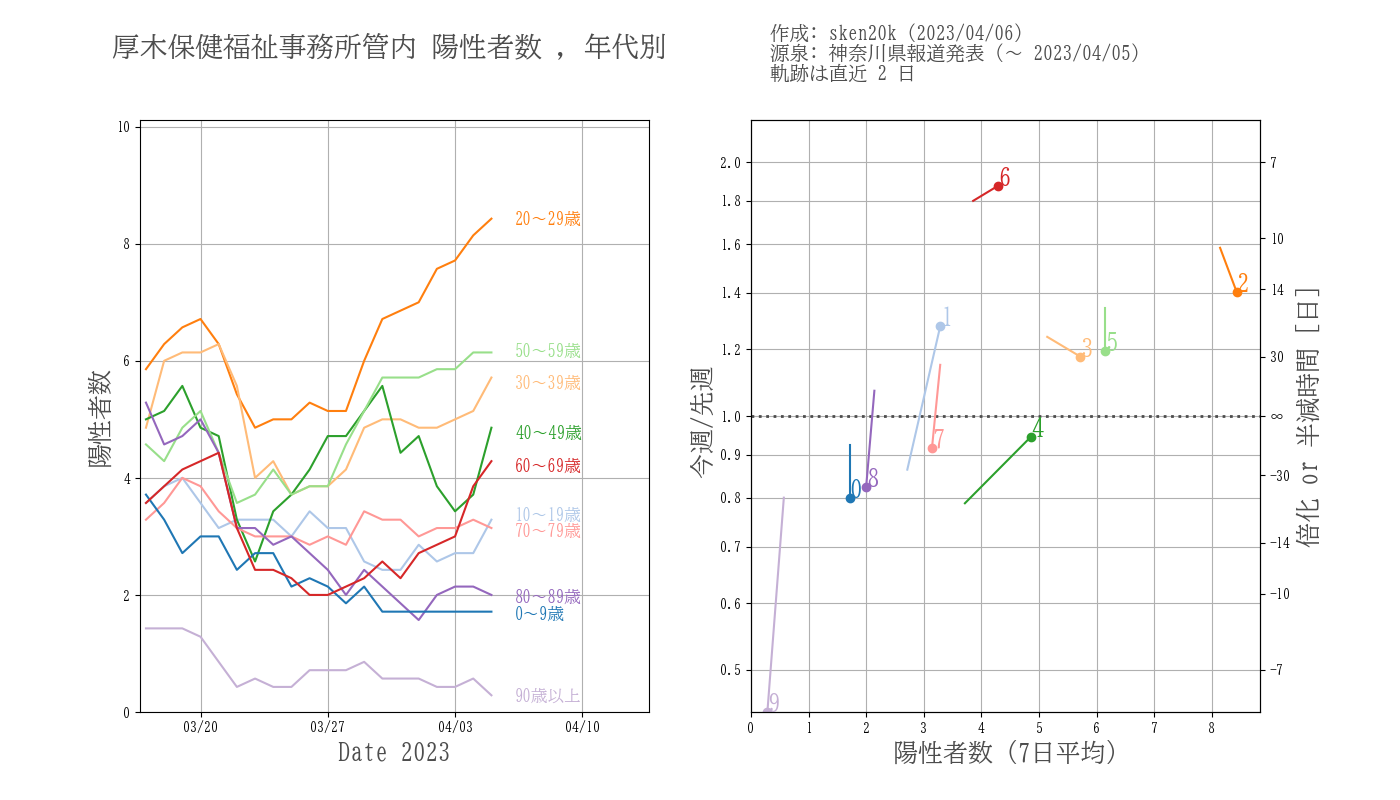 厚木保健福祉事務所管内 陽性者数 , 年代別
作成: sken20k (2023/04/06)
源泉: 神奈川県報道発表 (～ 2023/04/05)
軌跡は直近 2 日
陽性者数
10
8
6
4
2
0
03/20
03/27
04/03
04/10
Date 2023
20～29歳
50～59歳
30～39歳
40～49歳
60～69歳
10～19歳
70～79歳
80～89歳
0～9歳
90歳以上
今週/先週
2.0
1.8
1.6
1.4
1.2
1.0
0.9
0.8
0.7
0.6
0.5
6
2
1
3
5
4
7
8
0
9
0
1
2
3
4
5
6
7
8
陽性者数 (7日平均)
7
10
14
30
∞
−30
−14
−10
−7
倍化 or 半減時間 [日]